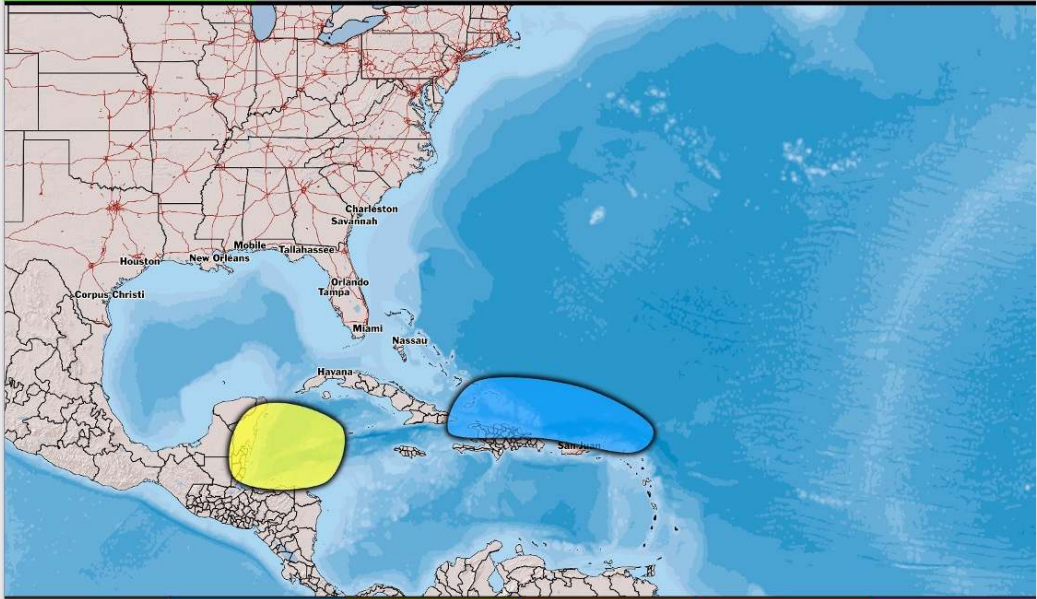 Charleston
Savannah
Mobile
Tallahassee
New Orleans
Houston
Orlando
Tampa
Corpus Christi
Miami
Nassau
Havana
San Juan